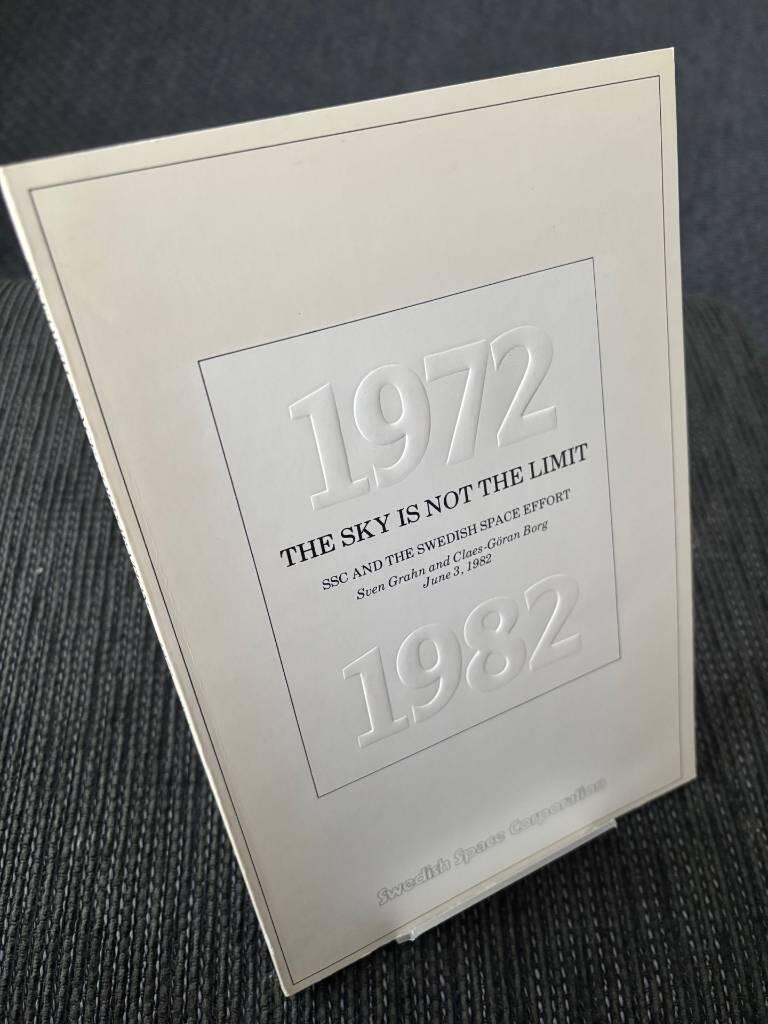 1972
THE SKY IS NOT THE LIMIT
SSC AND THE SWEDISH SPACE EFFORT
Sven Grahn and Claes-Göran Borg
June 3, 1982
1982
Swedish Space Corporation